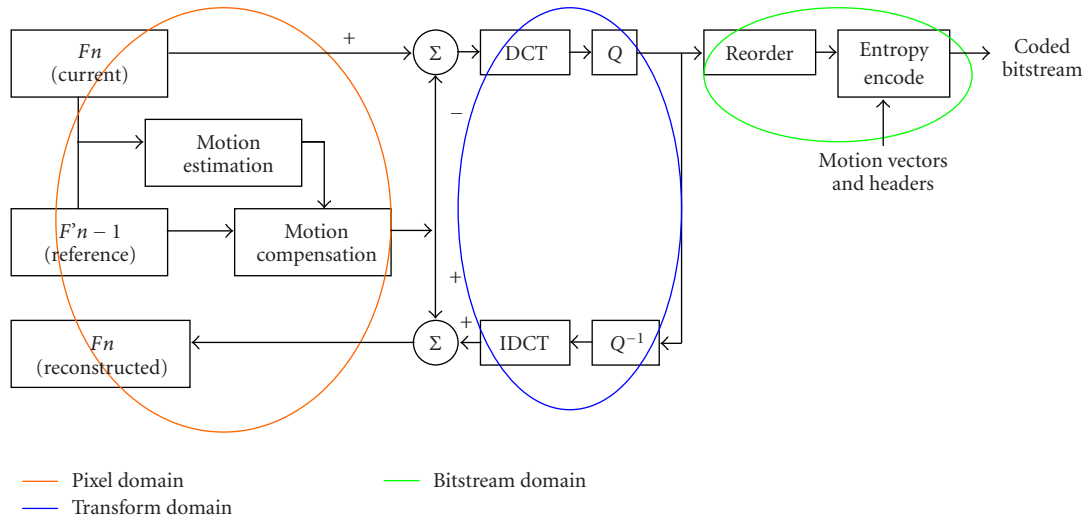 Fn
(current)
+
Σ
DCT
Q
Reorder
Entropy
encode
Coded
bitstream
−
Motion
estimation
Motion vectors
and headers
F'n − 1
(reference)
Motion
compensation
+
Fn
(reconstructed)
Σ
+
IDCT
Q−1
Pixel domain
Transform domain
Bitstream domain